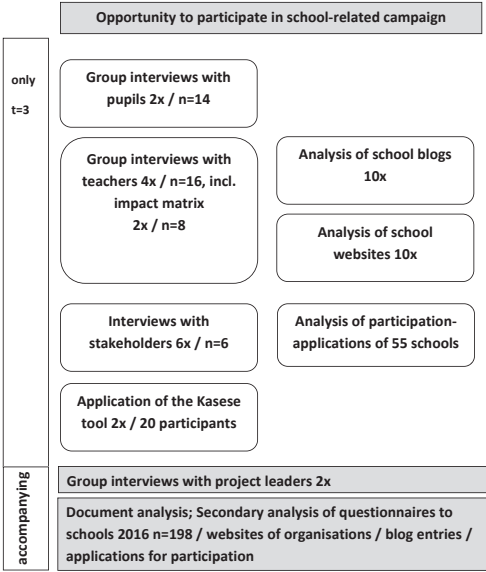 Opportunity to participate in school-related campaign
only
t=3
Group interviews with
pupils 2x / n=14
Group interviews with
teachers 4x / n=16, incl.
impact matrix
2x / n=8
Analysis of school blogs
10x
Analysis of school
websites 10x
Interviews with
stakeholders 6x / n=6
Analysis of participation-
applications of 55 schools
Application of the Kasese
tool 2x / 20 participants
accompanying
Group interviews with project leaders 2x
Document analysis; Secondary analysis of questionnaires to
schools 2016 n=198 / websites of organisations / blog entries /
applications for participation